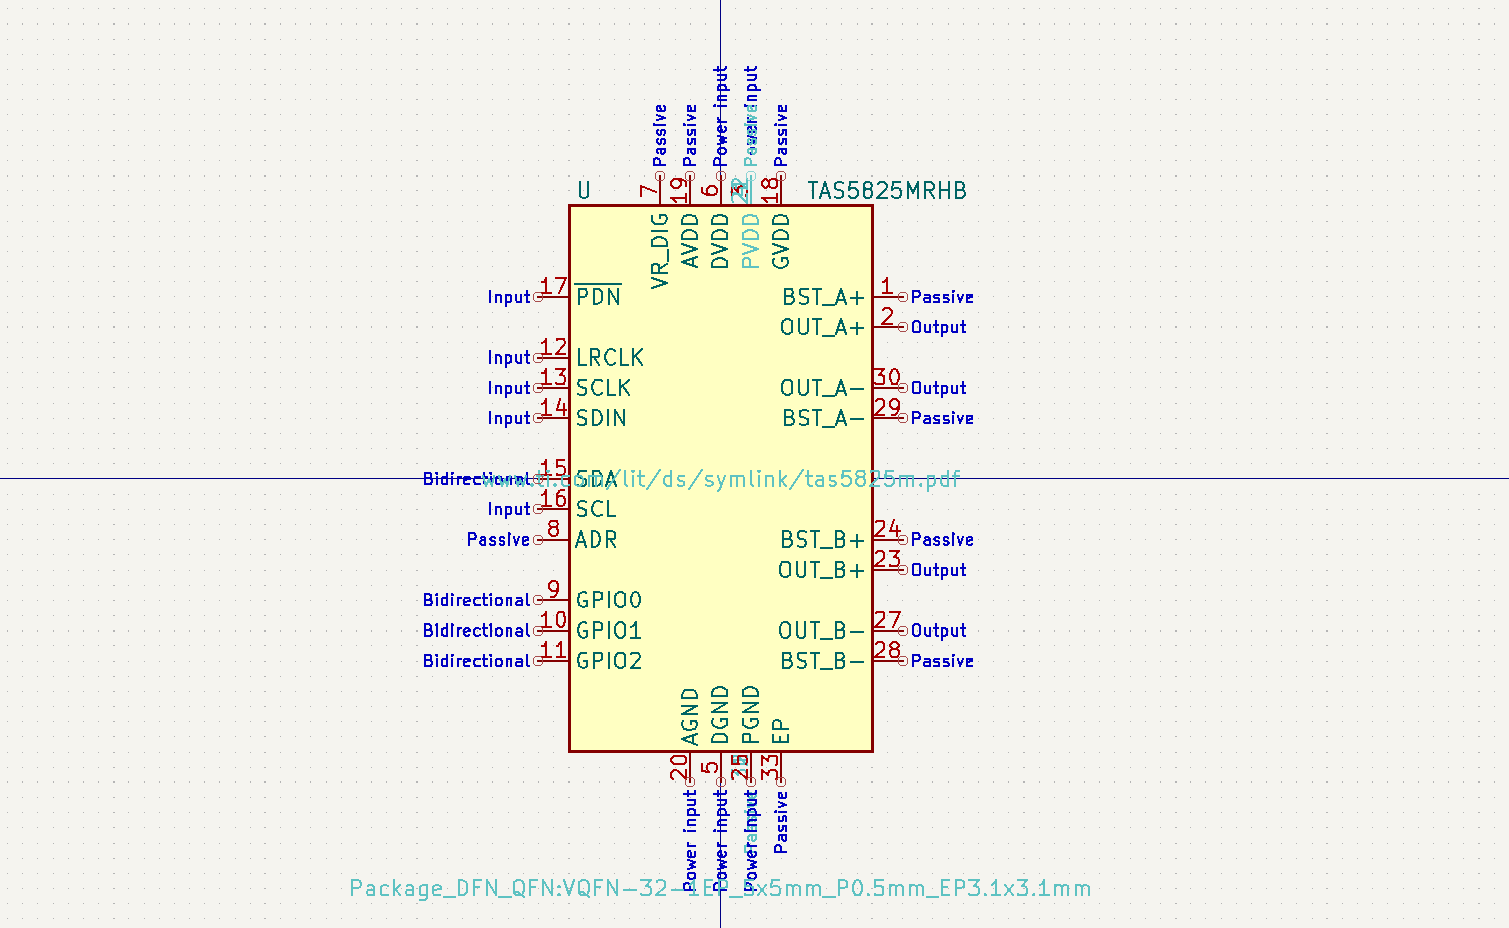 Passive
Passive
Power input
Power input
Passive
7
19
6
18
U
TAS5825MRHB
VR_DIG
AVDD
DVDD
PVDD
GVDD
Input 17 PDN
BST_A+ 1 Passive
OUT_A+ 2 Output
Input 12 LRCLK
Input 13 SCLK
OUT_A- 30 Output
Input 14 SDIN
BST_A- 29 Passive
Bidirectional 15 SDA
www.ti.com/lit/ds/symlink/tas5825m.pdf
Input 16 SCL
Passive 8 ADR
BST_B+ 24 Passive
OUT_B+ 23 Output
Bidirectional 9 GPIO0
Bidirectional 10 GPIO1
OUT_B- 27 Output
Bidirectional 11 GPIO2
BST_B- 28 Passive
AGND
DGND
PGND
EP
20
5
33
Power input
Power input
Power input
Passive
Package_DFN_QFN:VQFN-32-1EP_5x5mm_P0.5mm_EP3.1x3.1mm